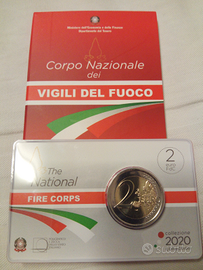 Ministero dell'Economia e delle Finanze
Dipartimento del Tesoro
Corpo Nazionale
dei
VIGILI DEL FUOCO
The
National
FIRE CORPS
2
euro
2
collezione
2020